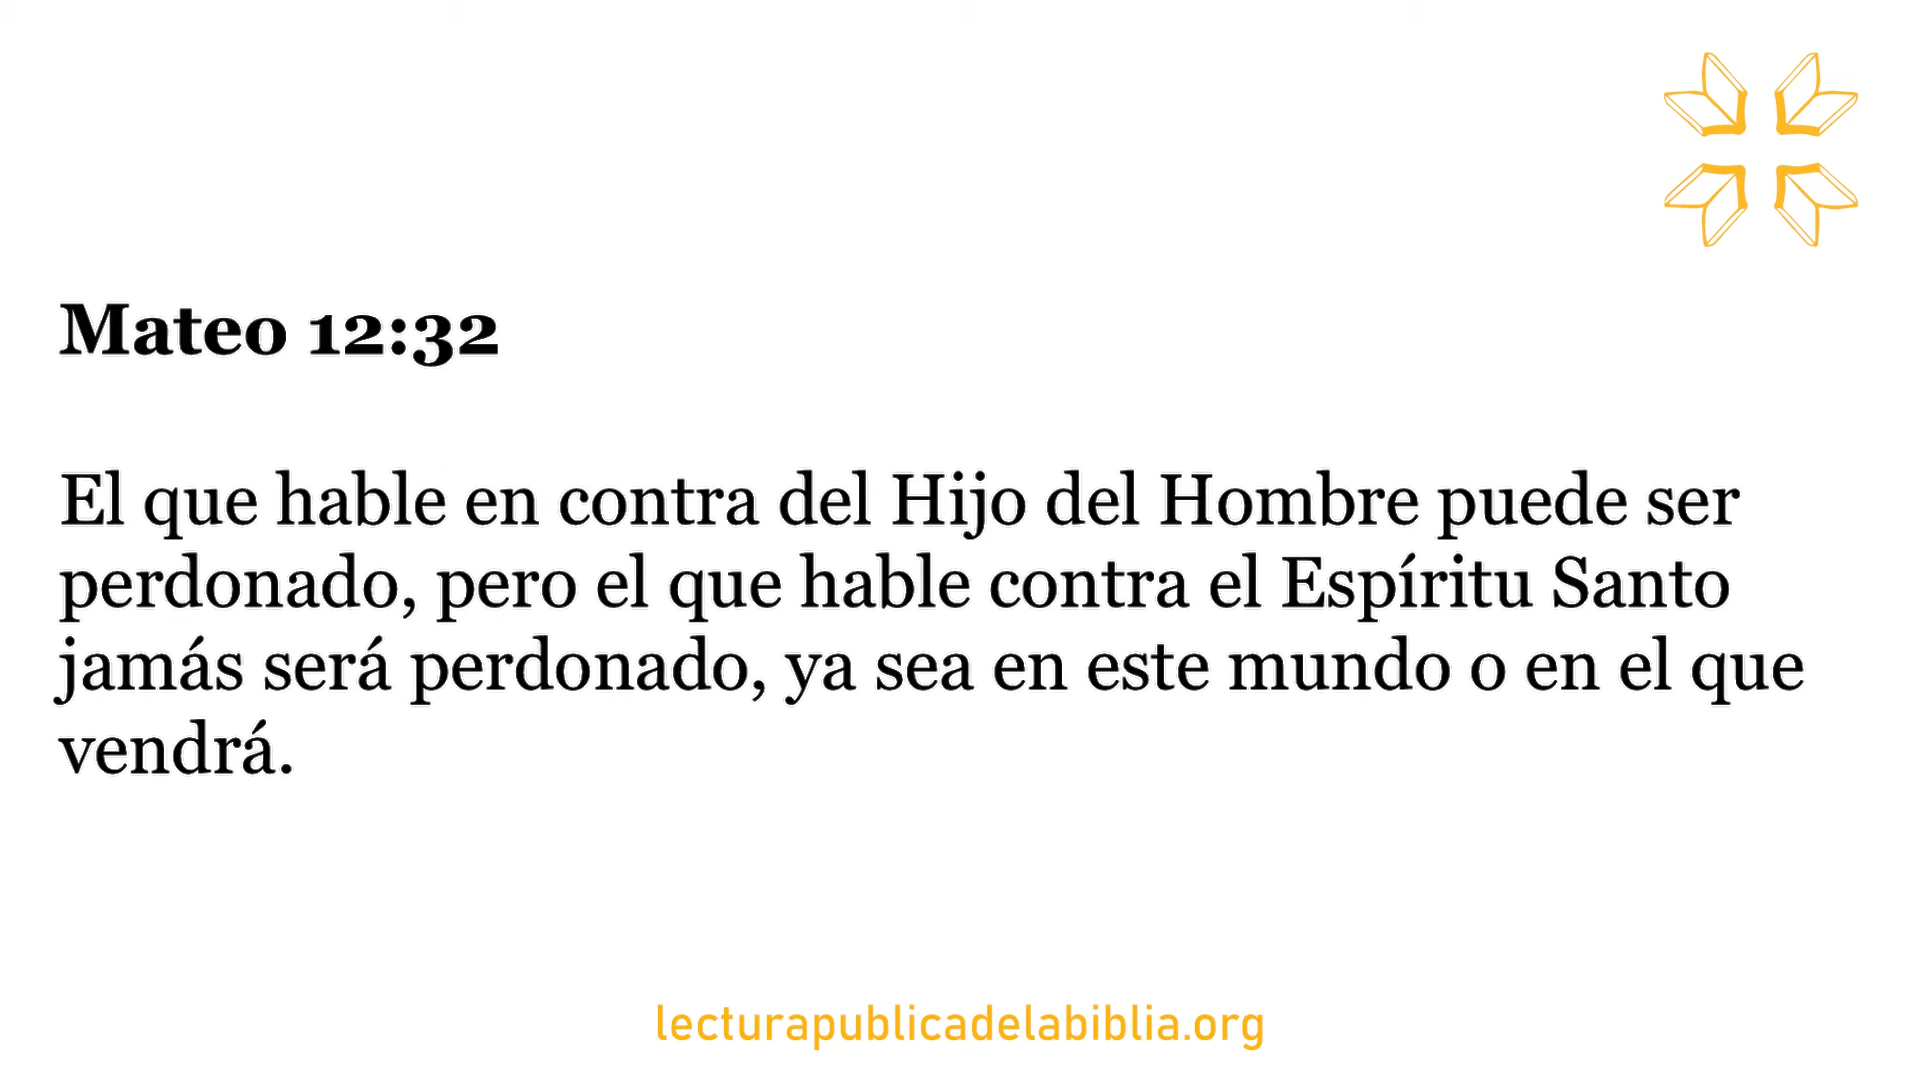 Mateo 12:32
El que hable en contra del Hijo del Hombre puede ser
perdonado, pero el que hable contra el Espíritu Santo
jamás será perdonado, ya sea en este mundo o en el que
vendrá.
lecturapublicadelabiblia.org